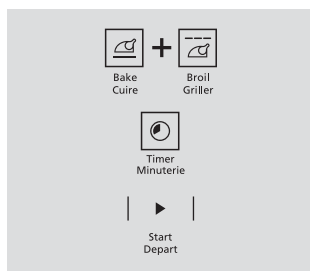 Bake Broil
Cuire Griller
Timer
Minuterie
Start
Depart